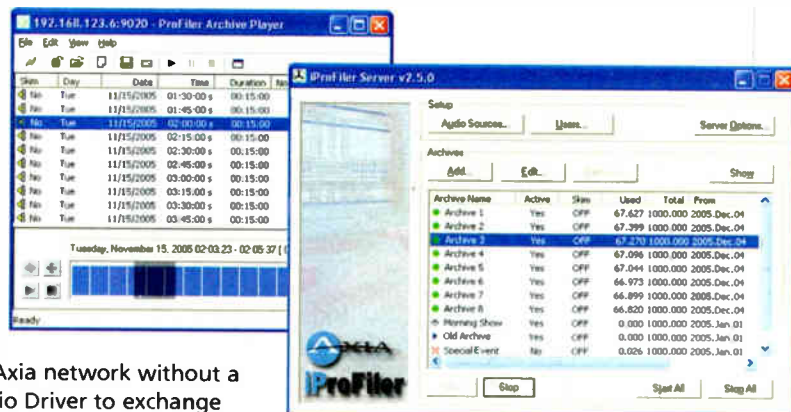 192.168.123.6:9020 - ProFiler Archive Player
File Edit View Help
Skim Day Date Time Duration
No Tue 11/15/2005 01-30-00 s 00:15:00
No Tue 11/15/2005 01:45:00 s 00:15:00
No Tue 11/15/2005 02:00:00 s 00:15:00
No Tue 11/15/2005 02-15:00 s 00:15:00
No Tue 11/15/2005 02-30:00 s 00:15:00
No Tue 11/15/2005 02:45:00 s 00:15:00
No Tue 11/15/2005 03:00:00 s 00:15:00
No Tue 11/15/2005 03-15:00 s 00:15:00
No Tue 11/15/2005 03-30:00 s 00:15:00
No Tue 11/15/2005 03-45:00 s 00:15:00
Tuesday, November 15, 2005 02-03:23 - 02-05:37 [
Ready
iProFiler Server v2.5.0
Setup
Audio Sources... Users... Server Options...
Archives
Add... Edit... Show
Archive Name Active Skim Used Total From
Archive 1 Yes OFF 67.627 1000.000 2005.Dec.04
Archive 2 Yes OFF 67.399 1000.000 2005.Dec.04
Archive 3 Yes OFF 67.270 1000.000 2005.Dec.04
Archive 4 Yes OFF 67.096 1000.000 2005.Dec.04
Archive 5 Yes OFF 67.044 1000.000 2005.Dec.04
Archive 6 Yes OFF 66.973 1000.000 2005.Dec.04
Archive 7 Yes OFF 66.899 1000.000 2005.Dec.04
Archive 8 Yes OFF 66.820 1000.000 2005.Dec.04
Morning Show Yes OFF 0.000 1000.000 2005.Jan.01
Old Archive Yes OFF 0.000 1000.000 2005.Jan.01
Special Event No OFF 0.026 1000.000 2005.Jan.01
Stop Start All Stop All
AXIA
iProFiler
Axia network without a
io Driver to exchange